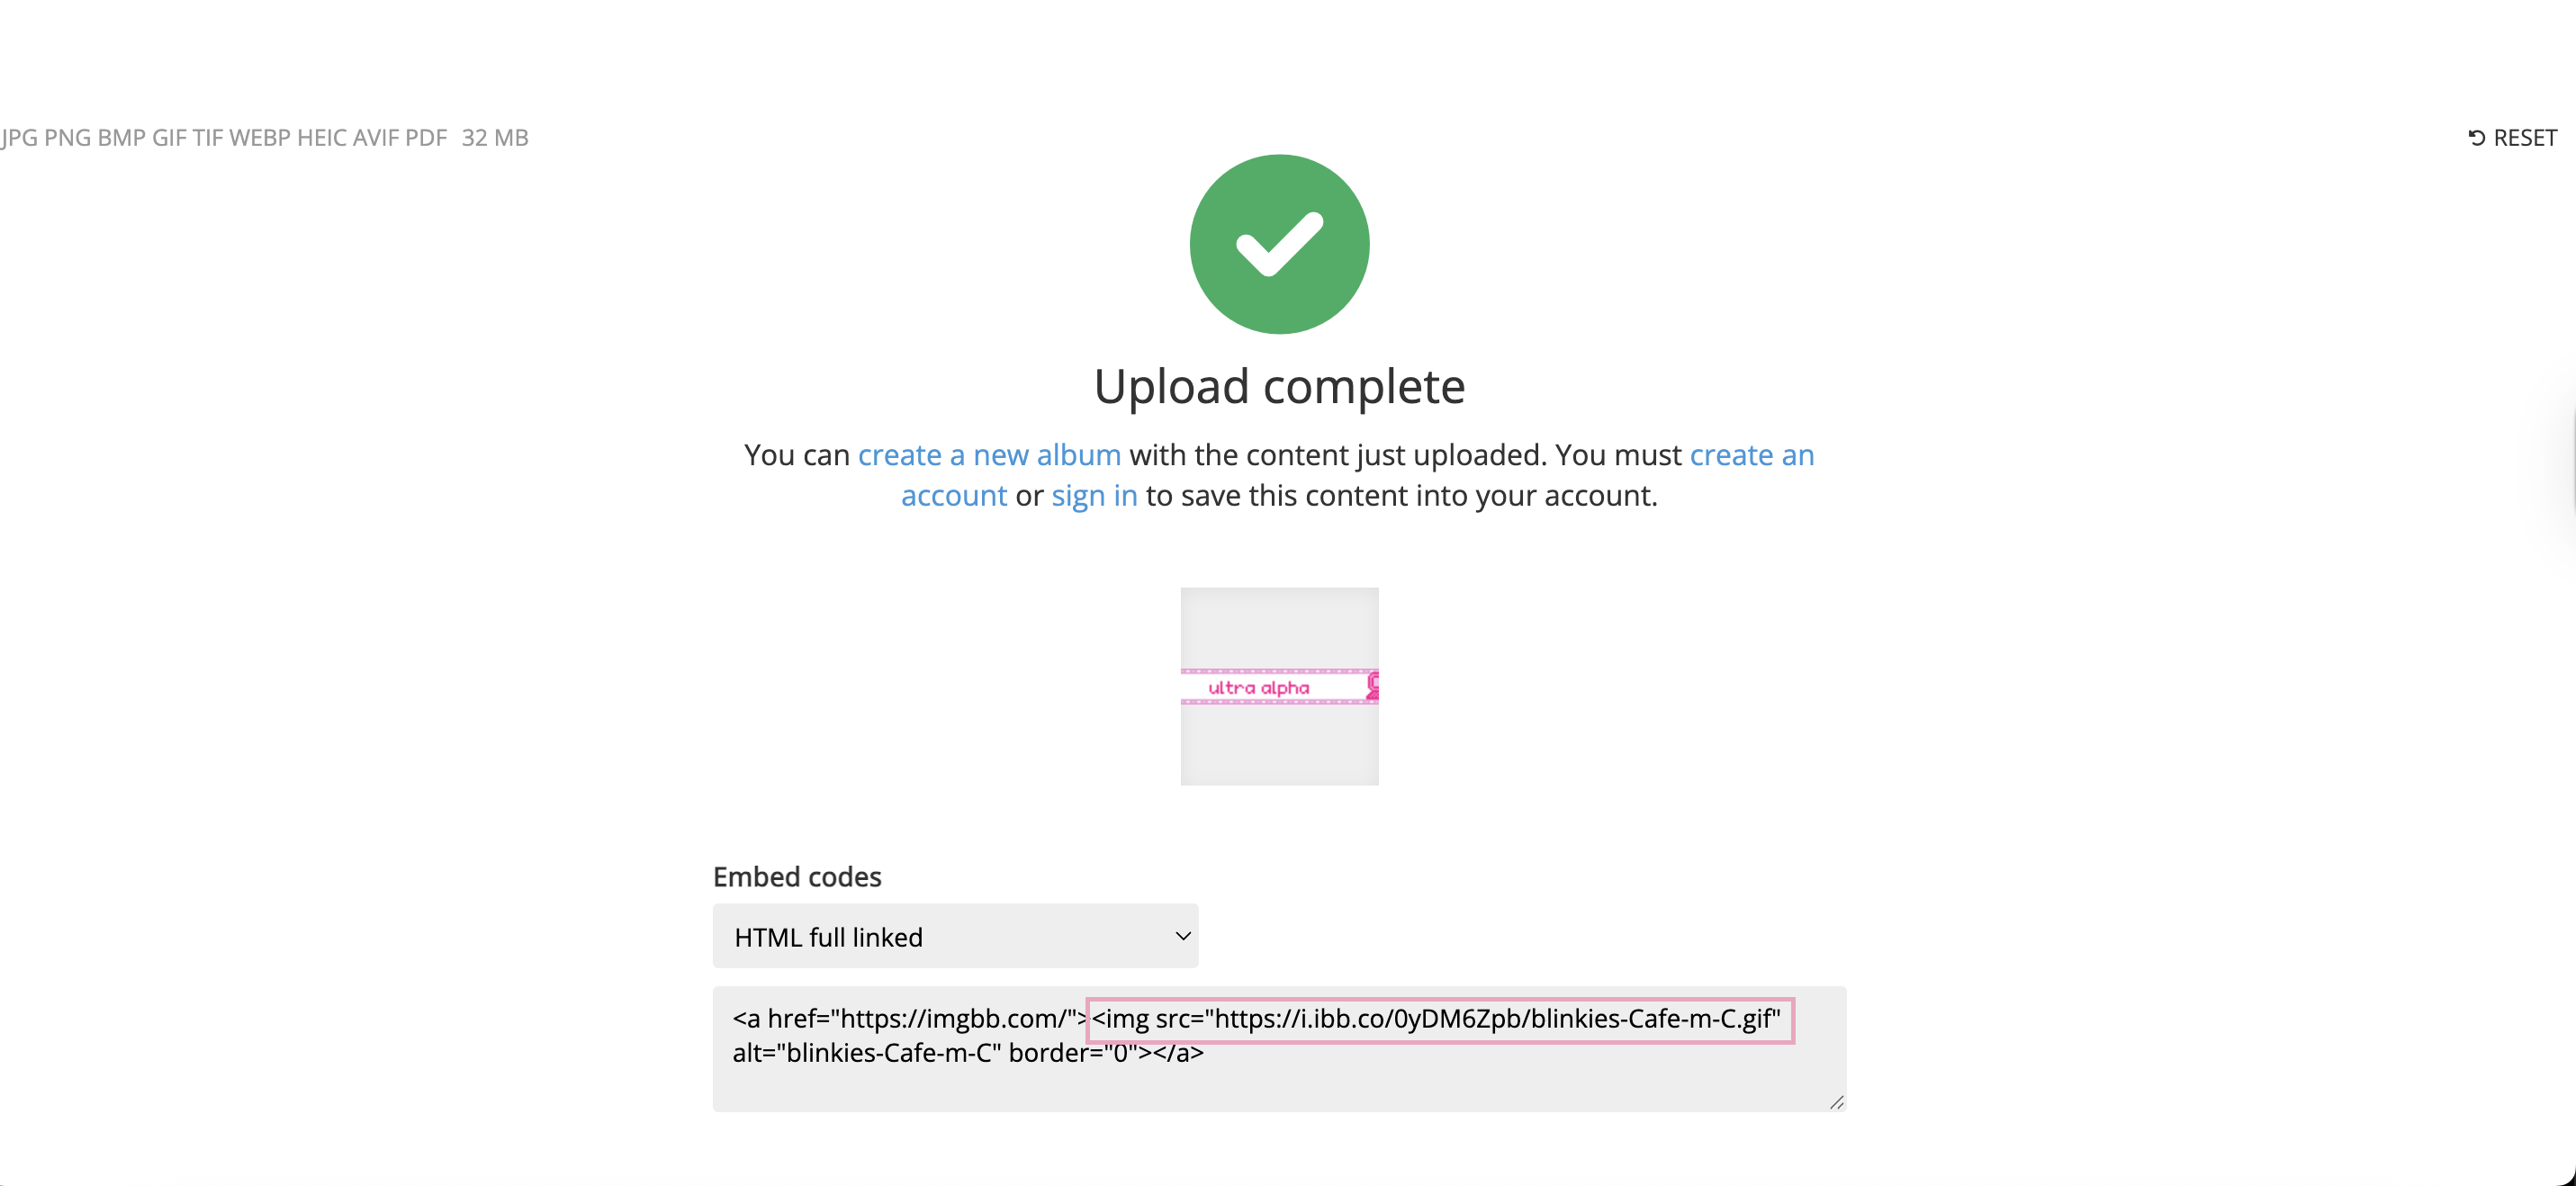 JPG PNG BMP GIF TIF WEBP HEIC AVIF PDF 32 MB
RESET
Upload complete
You can create a new album with the content just uploaded. You must create an
account or sign in to save this content into your account.
ultra alpha
Embed codes
HTML full linked
<a href="https://imgbb.com/"><img src="https://i.ibb.co/0yDM6Zpb/blinkies-Cafe-m-C.gif"
alt="blinkies-Cafe-m-C" border="0"></a>